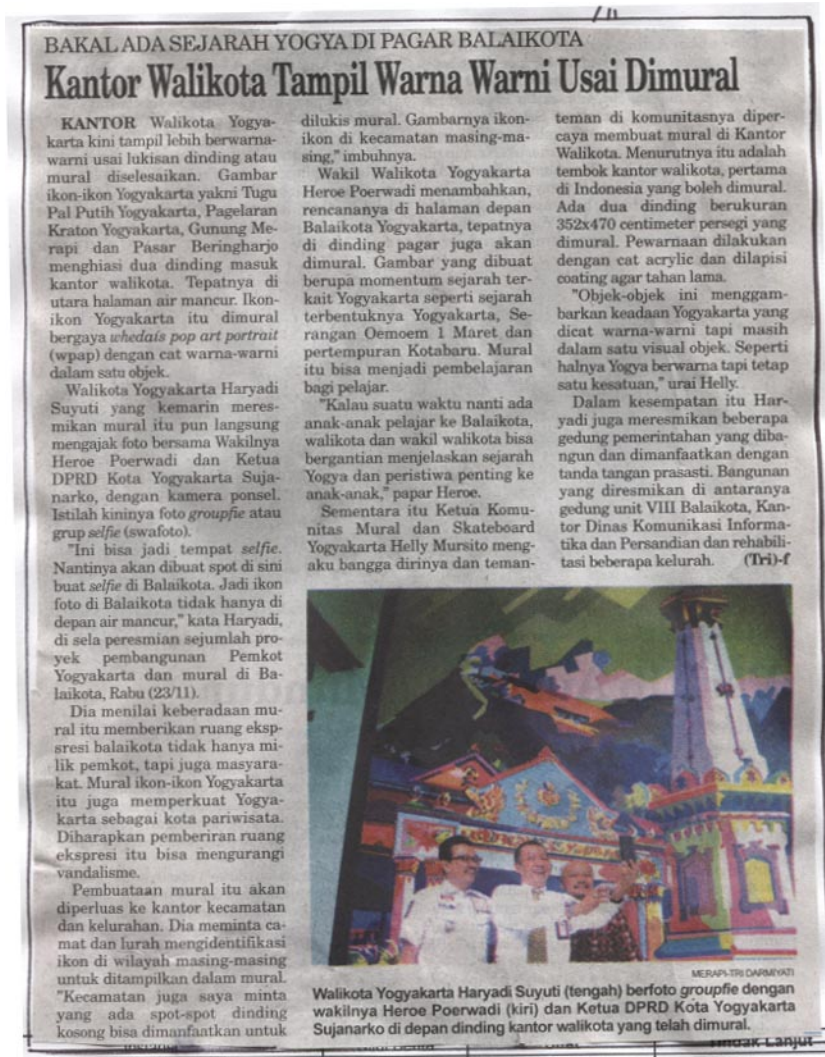 BAKAL ADA SEJARAH YOGYA DI PAGAR BALAIKOTA
Kantor Walikota Tampil Warna Warni Usai Dimural
KANTOR Walikota Yogya-
karta kini tampil lebih berwarna-
warni usai lukisan dinding atau
mural diselesaikan. Gambar
ikon-ikon Yogyakarta yakni Tugu
Pal Putih Yogyakarta, Pagelaran
Kraton Yogyakarta, Gunung Me-
rapi dan Pasar Beringharjo
menghiasi dua dinding masuk
kantor walikota. Tepatnya di
utara halaman air mancur. Ikon-
ikon Yogyakarta itu dimural
bergaya whedais pop art portrait
(wpap) dengan cat warna-warni
dalam satu objek.
Walikota Yogyakarta Haryadi
Suyuti yang kemarin meres-
mikan mural itu pun langsung
mengajak foto bersama Wakilnya
Heroe Poerwadi dan Ketua
DPRD Kota Yogyakarta Suja-
narko, dengan kamera ponsel.
Istilah kininya foto groupfie atau
grup selfie (swafoto).
"Ini bisa jadi tempat selfie.
Nantinya akan dibuat spot di sini
buat selfie di Balaikota. Jadi ikon
foto di Balaikota tidak hanya di
depan air mancur," kata Haryadi,
di sela peresmian sejumlah pro-
yek pembangunan Pemkot
Yogyakarta dan mural di Ba-
laikota, Rabu (23/11).
Dia menilai keberadaan mu-
ral itu memberikan ruang eksp-
sresi balaikota tidak hanya mi-
lik pemkot, tapi juga masyara-
kat. Mural ikon-ikon Yogyakarta
itu juga memperkuat Yogya-
karta sebagai kota pariwisata.
Diharapkan pemberiran ruang
ekspresi itu bisa mengurangi
vandalisme.
Pembuataan mural itu akan
diperluas ke kantor kecamatan
dan kelurahan. Dia meminta ca-
mat dan lurah mengidentifikasi
ikon di wilayah masing-masing
untuk ditampilkan dalam mural.
"Kecamatan juga saya minta
yang ada spot-spot dinding
kosong bisa dimanfaatkan untuk
dilukis mural. Gambarnya ikon-
ikon di kecamatan masing-ma-
sing," imbuhnya.
Wakil Walikota Yogyakarta
Heroe Poerwadi menambahkan,
rencananya di halaman depan
Balaikota Yogyakarta, tepatnya
di dinding pagar juga akan
dimural. Gambar yang dibuat
berupa momentum sejarah ter-
kait Yogyakarta seperti sejarah
terbentuknya Yogyakarta, Se-
rangan Oemoem 1 Maret dan
pertempuran Kotabaru. Mural
itu bisa menjadi pembelajaran
bagi pelajar.
"Kalau suatu waktu nanti ada
anak-anak pelajar ke Balaikota,
walikota dan wakil walikota bisa
bergantian menjelaskan sejarah
Yogya dan peristiwa penting ke
anak-anak," papar Heroe.
Sementara itu Ketua Komu-
nitas Mural dan Skateboard
Yogyakarta Helly Mursito meng-
aku bangga dirinya dan teman-
teman di komunitasnya diper-
caya membuat mural di Kantor
Walikota. Menurutnya itu adalah
tembok kantor walikota, pertama
di Indonesia yang boleh dimural.
Ada dua dinding berukuran
352x470 centimeter persegi yang
dimural. Pewarnaan dilakukan
dengan cat acrylic dan dilapisi
coating agar tahan lama.
"Objek-objek ini menggam-
barkan keadaan Yogyakarta yang
dicat warna-warni tapi masih
dalam satu visual objek. Seperti
halnya Yogya berwarna tapi tetap
satu kesatuan," urai Helly.
Dalam kesempatan itu Har-
yadi juga meresmikan beberapa
gedung pemerintahan yang diba-
ngun dan dimanfaatkan dengan
tanda tangan prasasti. Bangunan
yang diresmikan di antaranya
gedung unit VIII Balaikota, Kan-
tor Dinas Komunikasi Informa-
tika dan Persandian dan rehabili-
tasi beberapa kelurah. (Tri)-f
MERAPI-TRI DARMIYATI
Walikota Yogyakarta Haryadi Suyuti (tengah) berfoto groupfie dengan
wakilnya Heroe Poerwadi (kiri) dan Ketua DPRD Kota Yogyakarta
Sujanarko di depan dinding kantor walikota yang telah dimural.
Tindak Lanjut